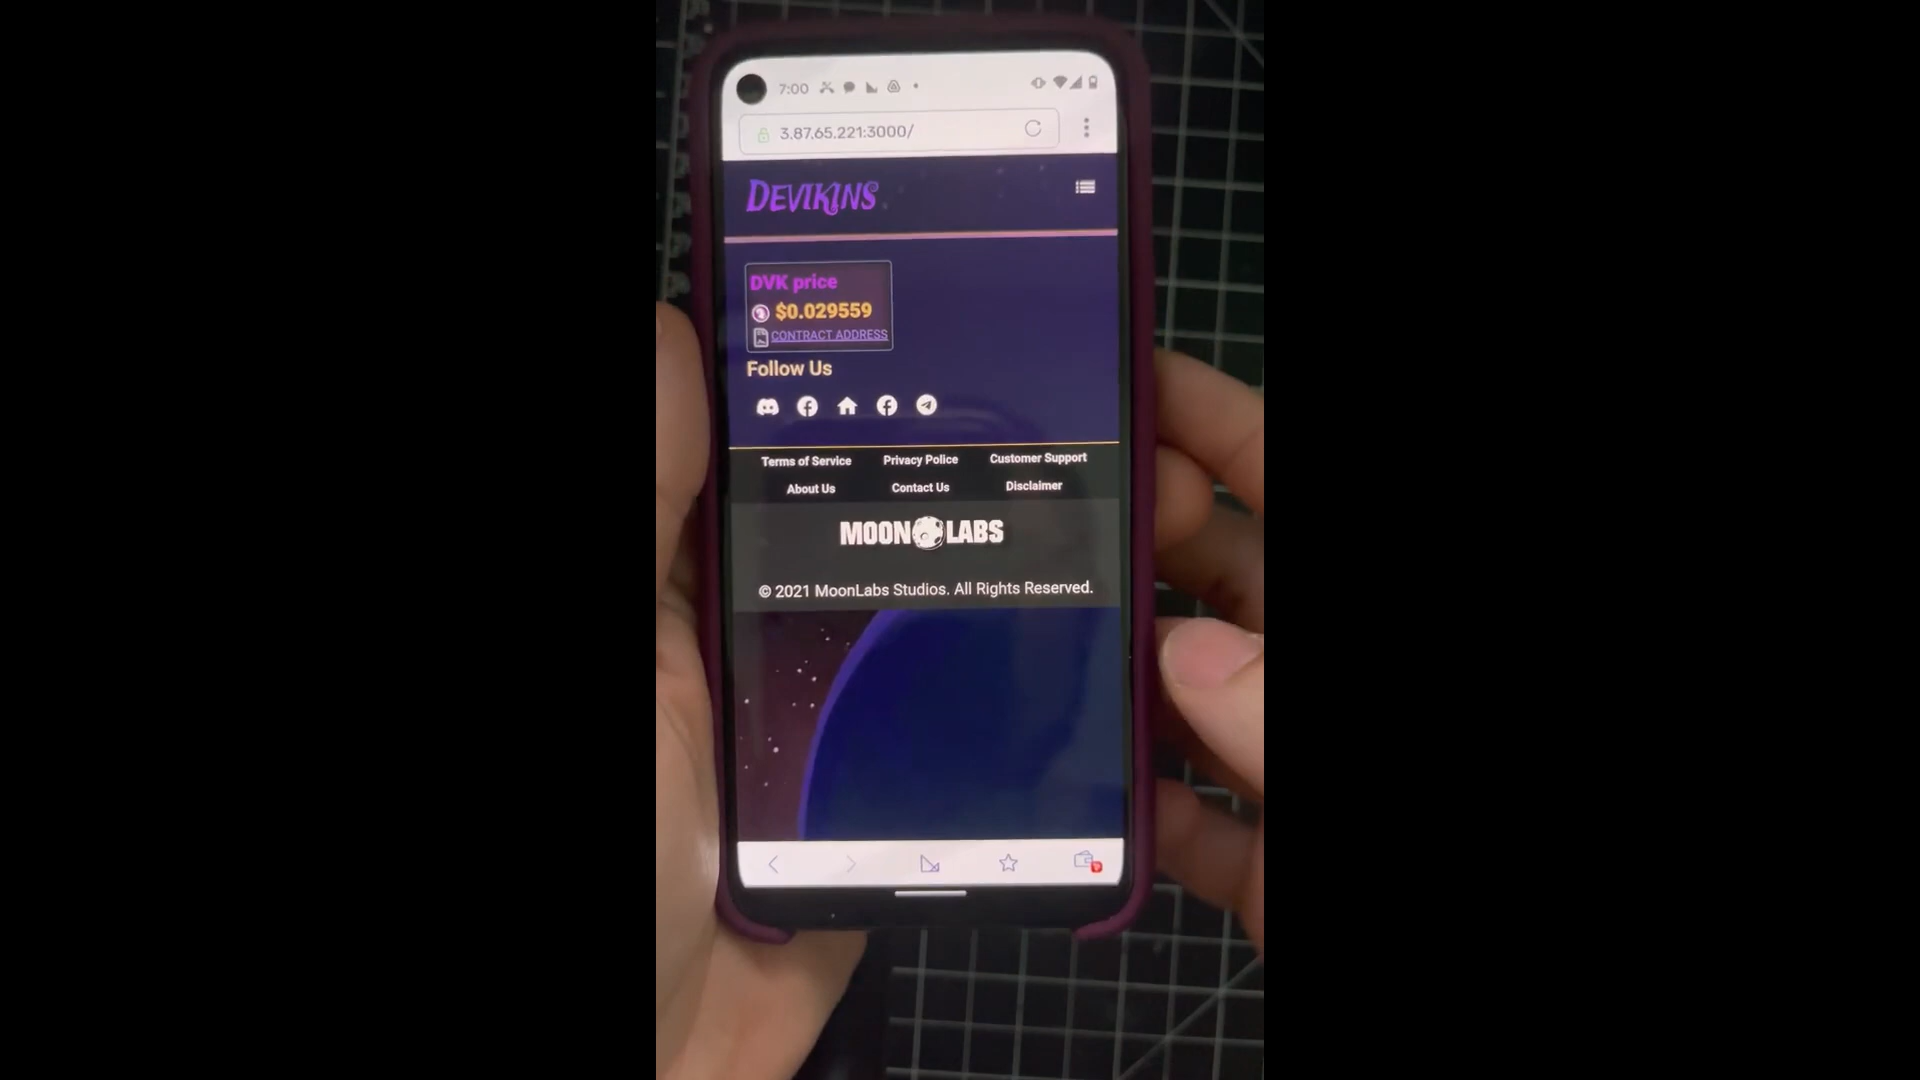 7:00
3.87.65.221:3000/
DEVIKINS
DVK price
$0.029559
CONTRACT ADDRESS
Follow Us
Terms of Service Privacy Police Customer Support
About Us Contact Us Disclaimer
MOON LABS
© 2021 MoonLabs Studios. All Rights Reserved.